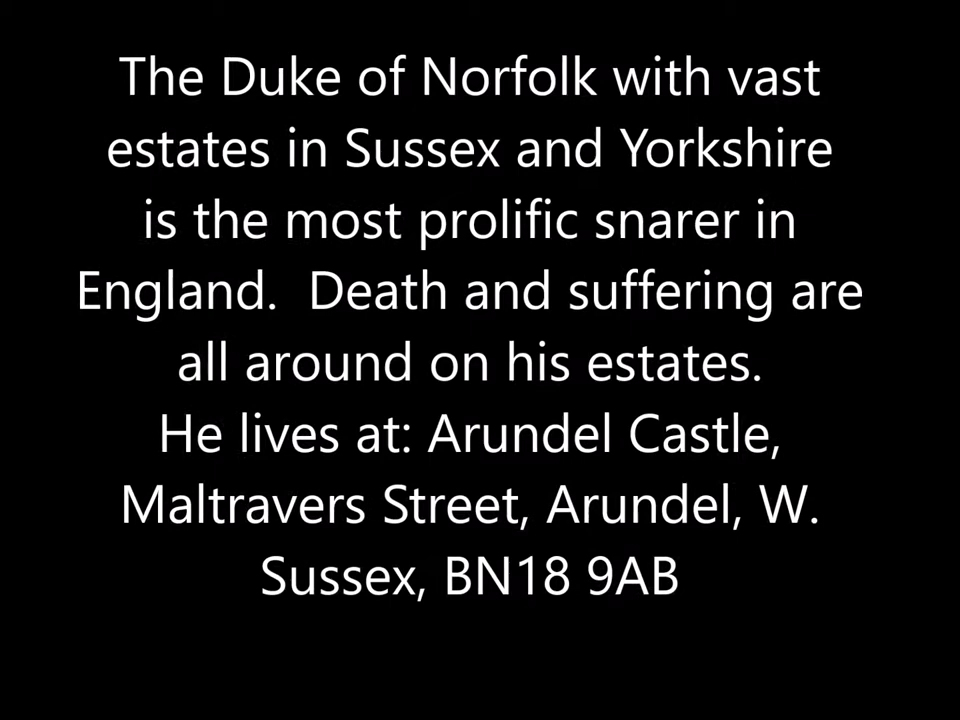 The Duke of Norfolk with vast
estates in Sussex and Yorkshire
is the most prolific snarer in
England.  Death and suffering are
all around on his estates.
He lives at: Arundel Castle,
Maltravers Street, Arundel, W.
Sussex, BN18 9AB